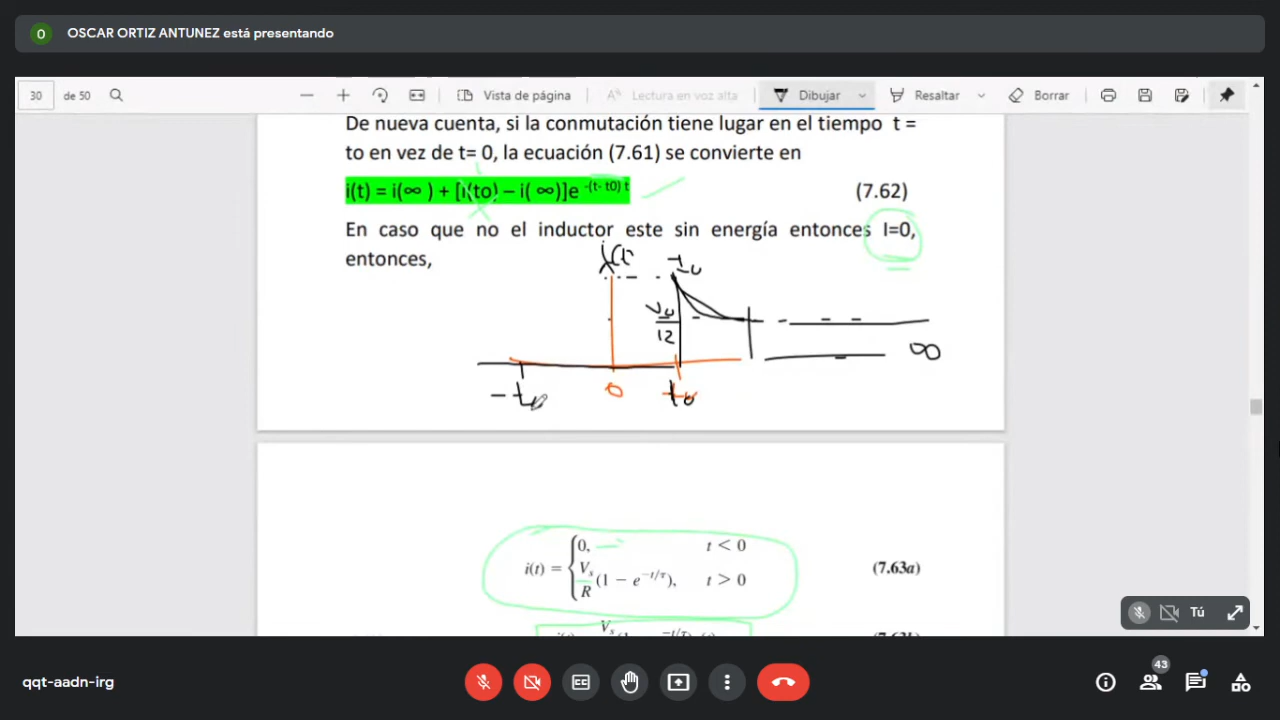 O OSCAR ORTIZ ANTUNEZ está presentando
30 de 50 Vista de página Lectura en voz alta Dibujar Resaltar Borrar
De nueva cuenta, si la conmutación tiene lugar en el tiempo t =
to en vez de t= 0, la ecuación (7.61) se convierte en
i(t) = i(∞ ) + [i(to) – i( ∞)]e -(t- t0) t (7.62)
En caso que no el inductor este sin energía entonces I=0,
entonces,
∞
-t0 0 t0
i(t) = {0, t < 0
Vs/R (1 − e^{−t/τ}), t > 0 (7.63a)
Tú
qqt-aadn-irg
43